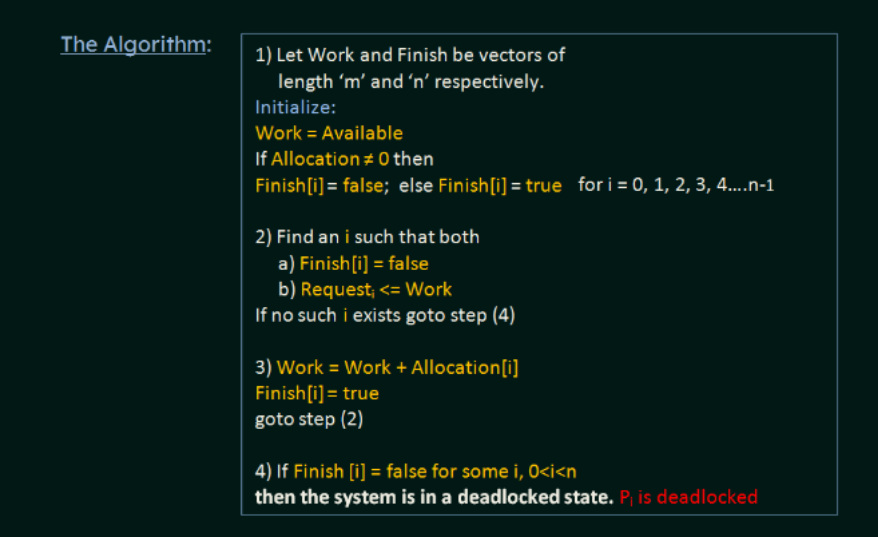 The Algorithm:
1) Let Work and Finish be vectors of
length ‘m’ and ‘n’ respectively.
Initialize:
Work = Available
If Allocation ≠ 0 then
Finish[i] = false; else Finish[i] = true for i = 0, 1, 2, 3, 4....n-1
2) Find an i such that both
a) Finish[i] = false
b) Requestᵢ <= Work
If no such i exists goto step (4)
3) Work = Work + Allocation[i]
Finish[i] = true
goto step (2)
4) If Finish [i] = false for some i, 0<i<n
then the system is in a deadlocked state. Pᵢ is deadlocked